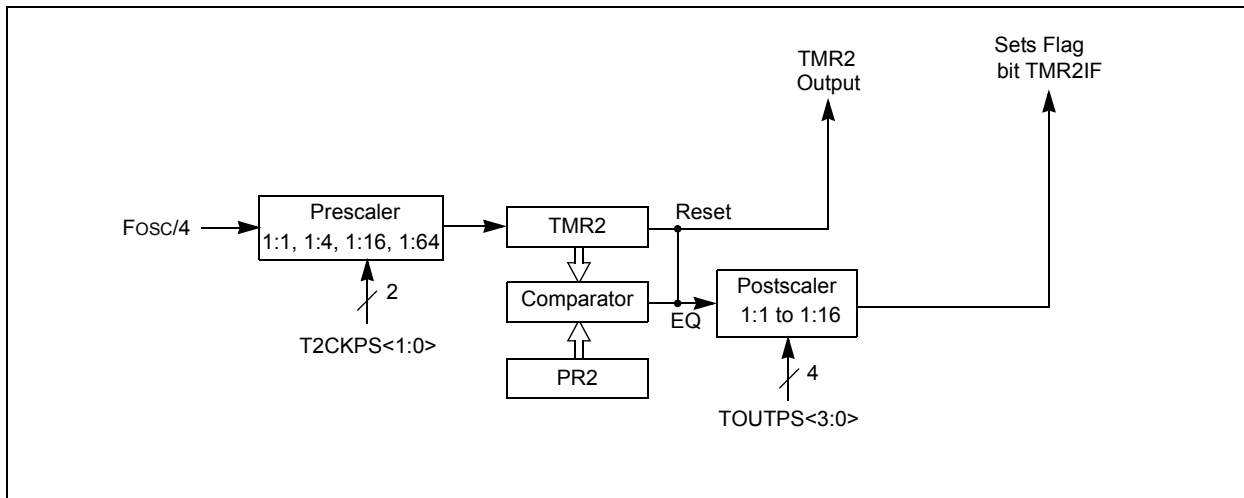 TMR2
Output
Sets Flag
bit TMR2IF
Fosc/4
Prescaler
1:1, 1:4, 1:16, 1:64
2
T2CKPS<1:0>
TMR2
Reset
Comparator
EQ
PR2
Postscaler
1:1 to 1:16
4
TOUTPS<3:0>